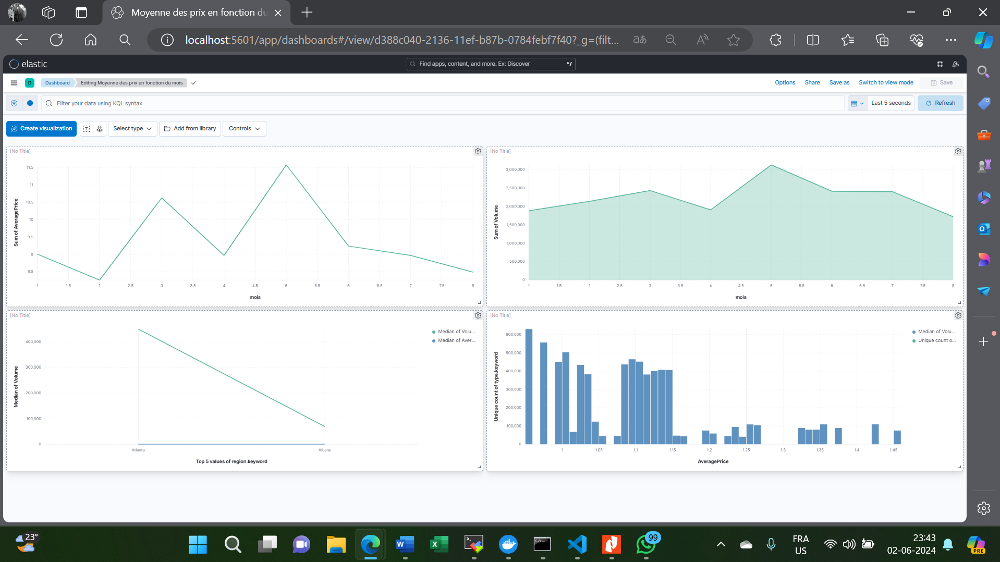 Moyenne des prix en fonction du
localhost:5601/app/dashboards#/view/d388c040-2136-11ef-b87b-0784febf7f40?_g=(filt...
elastic
Find apps, content, and more. Ex: Discover
^/
D
Dashboard
Editing Moyenne des prix en fonction du mois
Options
Share
Save as
Switch to view mode
Save
Filter your data using KQL syntax
Last 5 seconds
Refresh
Create visualization
Select type
Add from library
Controls
[No Title]
Sum of AveragePrice
11.5
11
10.5
10
9.5
9
8.5
1 1.5 2 2.5 3 3.5 4 4.5 5 5.5 6 6.5 7 7.5 8
mois
[No Title]
Sum of Volume
3,000,000
2,500,000
2,000,000
1,500,000
1,000,000
500,000
0
1 1.5 2 2.5 3 3.5 4 4.5 5 5.5 6 6.5 7 7.5 8
mois
[No Title]
Median of Volume
400,000
300,000
200,000
100,000
0
Atlanta Albany
Top 5 values of region.keyword
Median of Volu...
Median of Aver...
[No Title]
Unique count of type.keyword
600,000
500,000
400,000
300,000
200,000
100,000
0
1 1.05 1.1 1.15 1.2 1.25 1.3 1.35 1.4 1.45
AveragePrice
Median of Volu...
Unique count o...
23°
99
FRA
US
23:43
02-06-2024
PRE